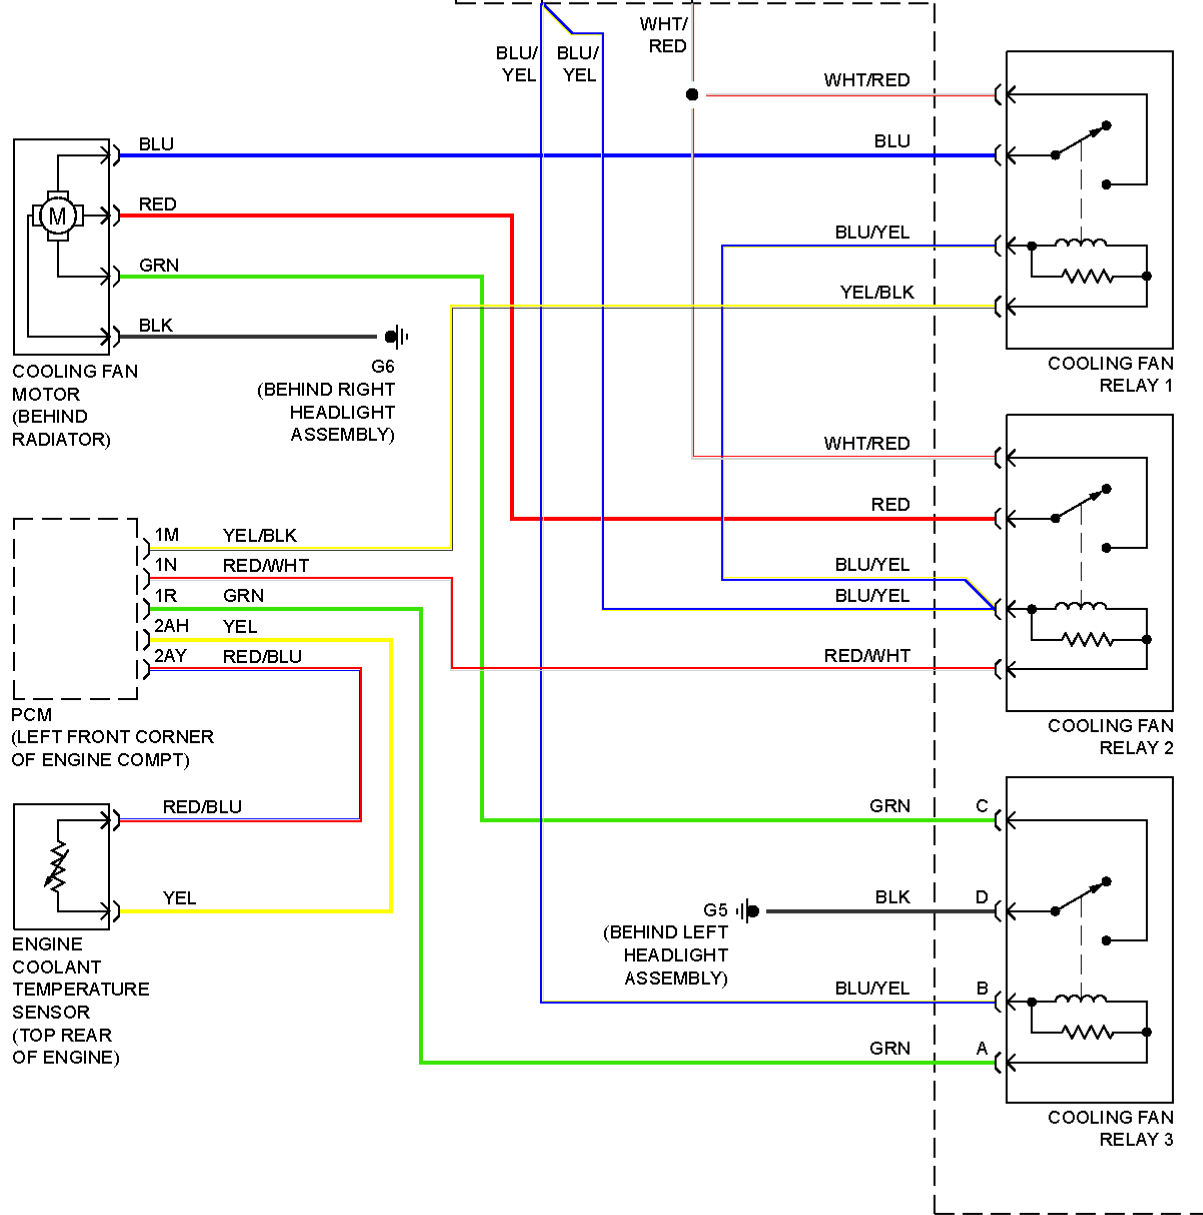 WHT/
RED
BLU/
YEL
BLU/
YEL
WHT/RED
BLU
BLU
RED
GRN
BLK
M
BLU/YEL
YEL/BLK
COOLING FAN
MOTOR
(BEHIND
RADIATOR)
G6
(BEHIND RIGHT
HEADLIGHT
ASSEMBLY)
COOLING FAN
RELAY 1
WHT/RED
RED
BLU/YEL
BLU/YEL
RED/WHT
COOLING FAN
RELAY 2
1M YEL/BLK
1N RED/WHT
1R GRN
2AH YEL
2AY RED/BLU
PCM
(LEFT FRONT CORNER
OF ENGINE COMPT)
RED/BLU
YEL
ENGINE
COOLANT
TEMPERATURE
SENSOR
(TOP REAR
OF ENGINE)
GRN C
BLK D
G5
(BEHIND LEFT
HEADLIGHT
ASSEMBLY)
BLU/YEL B
GRN A
COOLING FAN
RELAY 3